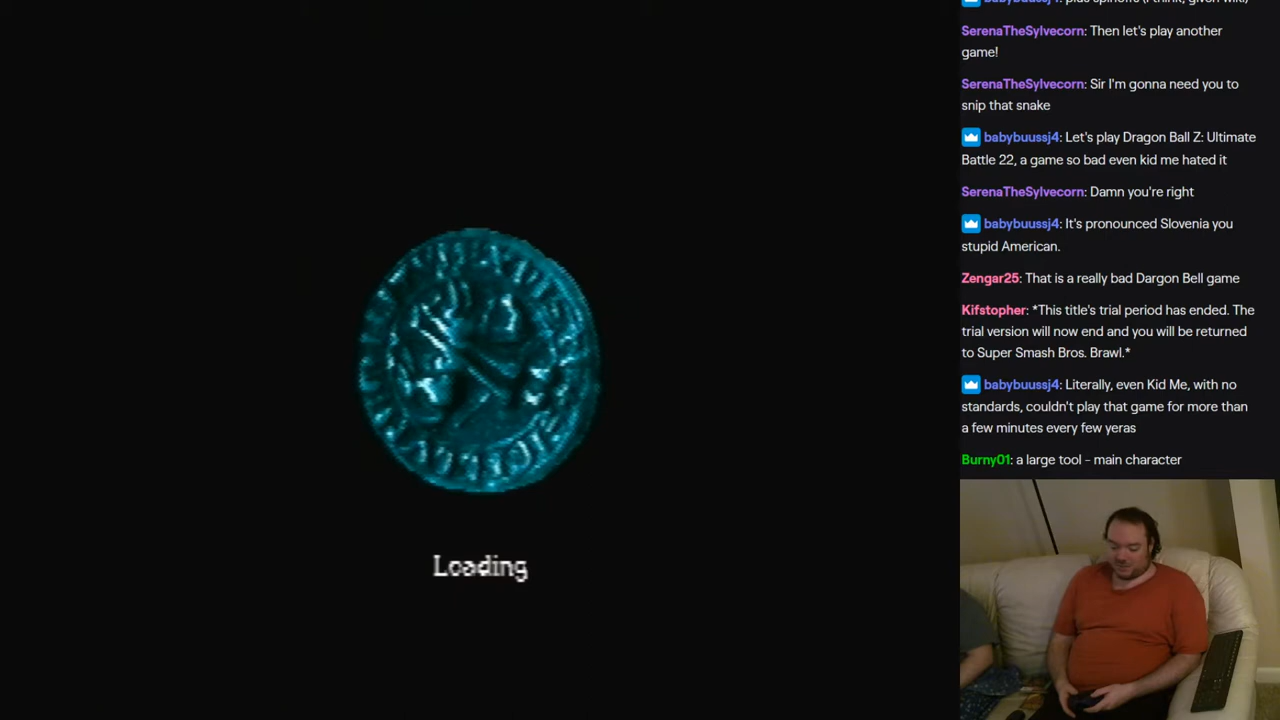 SerenaTheSylvecorn: Then let's play another
game!
SerenaTheSylvecorn: Sir I'm gonna need you to
snip that snake
babybuussj4: Let's play Dragon Ball Z: Ultimate
Battle 22, a game so bad even kid me hated it
SerenaTheSylvecorn: Damn you're right
babybuussj4: It's pronounced Slovenia you
stupid American.
Zengar25: That is a really bad Dargon Bell game
Kifstopher: *This title's trial period has ended. The
trial version will now end and you will be returned
to Super Smash Bros. Brawl.*
babybuussj4: Literally, even Kid Me, with no
standards, couldn't play that game for more than
a few minutes every few yeras
Burny01: a large tool - main character
Loading